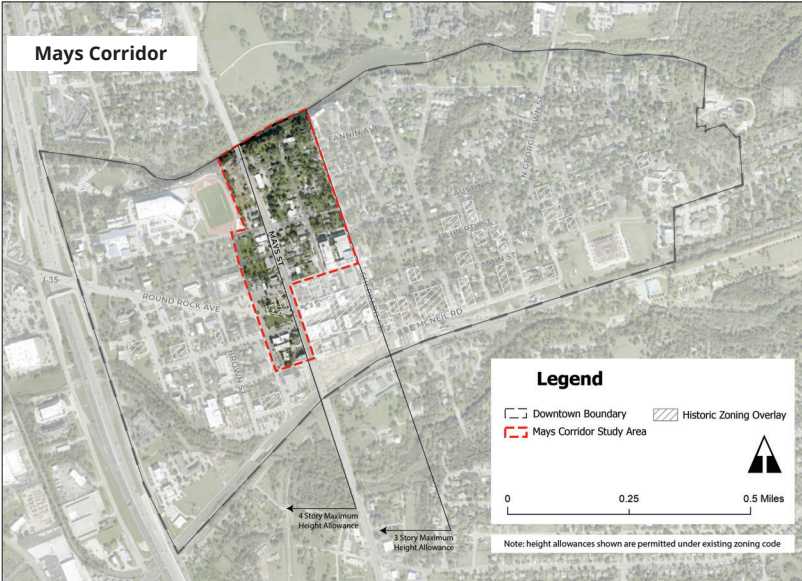 Mays Corridor
FANNIN AVE
N GEORGETOWN ST
E AUSTIN ST
E LIBERTY ST
E MAIN ST
MAYS ST
I-35
ROUND ROCK AVE
E MCNEIL RD
BROWN ST
4 Story Maximum
Height Allowance
3 Story Maximum
Height Allowance
Legend
Downtown Boundary
Historic Zoning Overlay
Mays Corridor Study Area
0
0.25
0.5 Miles
Note: height allowances shown are permitted under existing zoning code